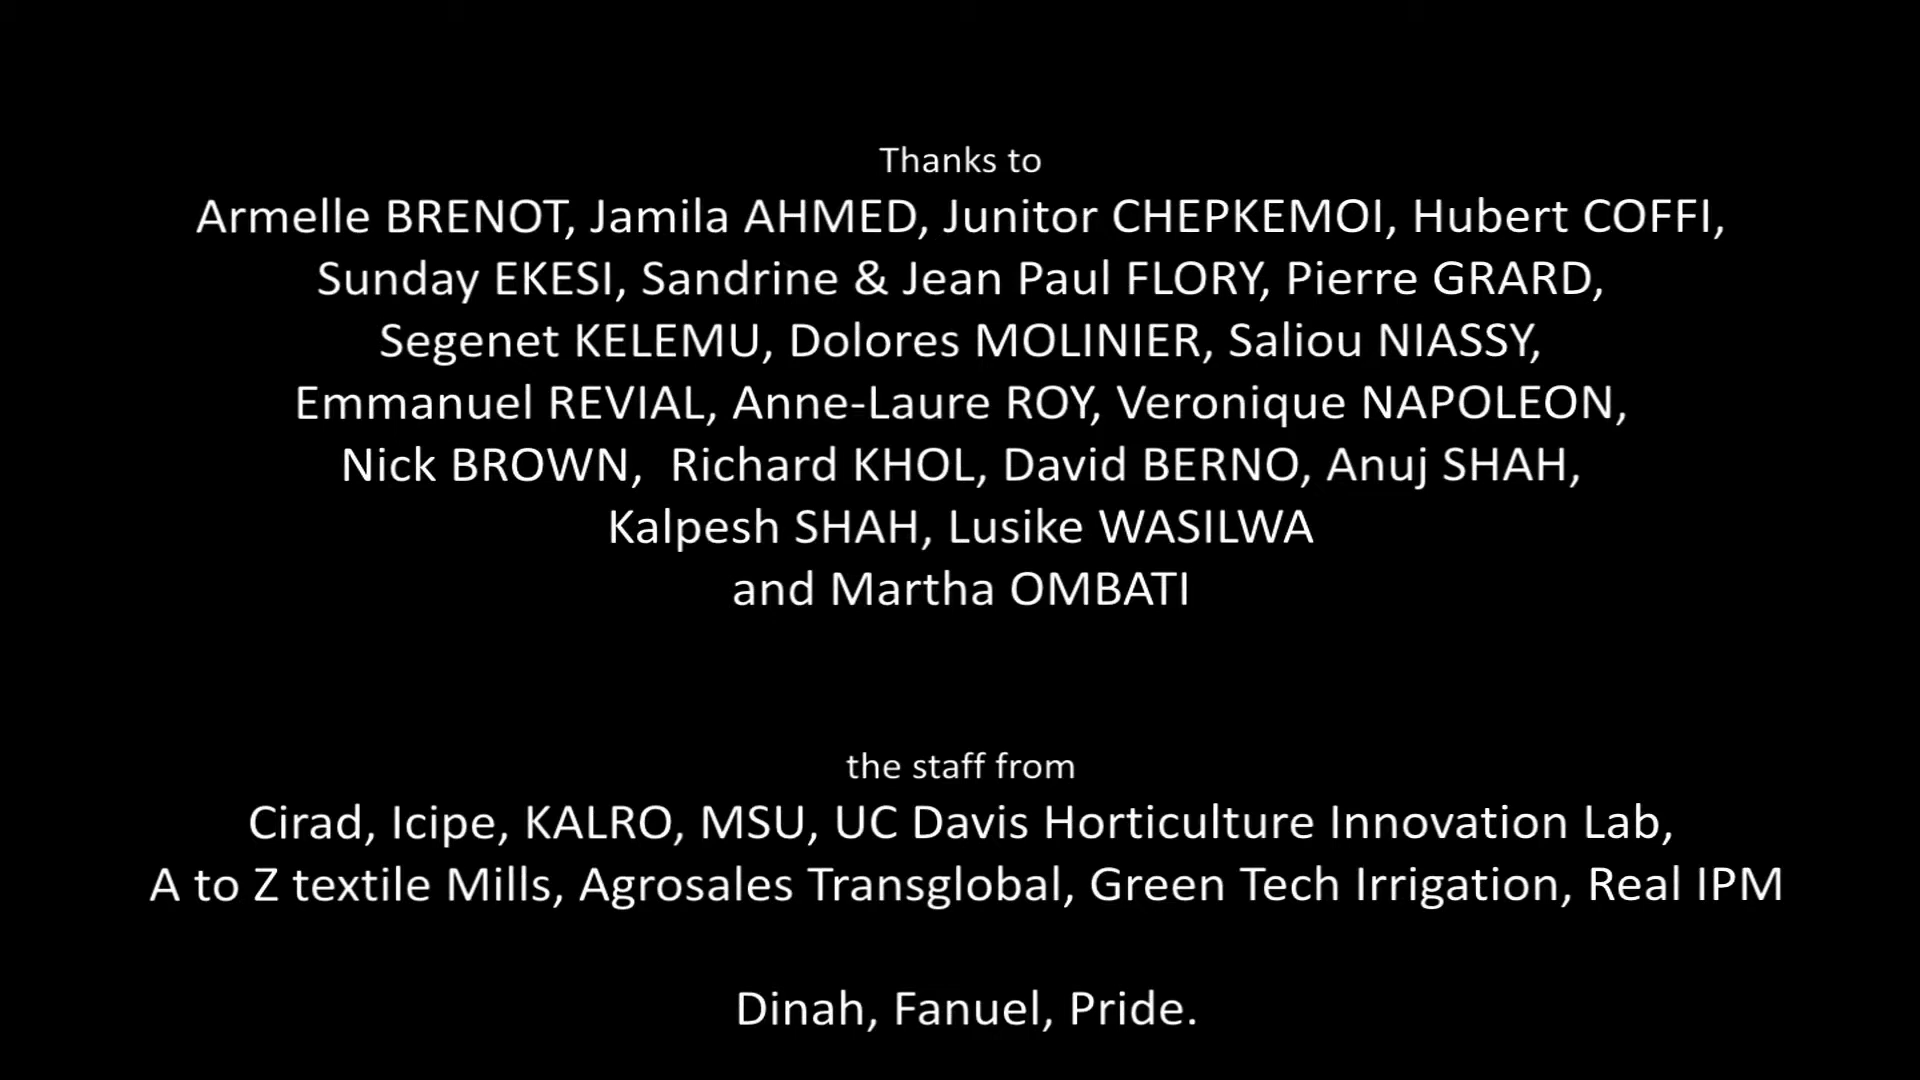 Thanks to
Armelle BRENOT, Jamila AHMED, Junitor CHEPKEMOI, Hubert COFFI,
Sunday EKESI, Sandrine & Jean Paul FLORY, Pierre GRARD,
Segenet KELEMU, Dolores MOLINIER, Saliou NIASSY,
Emmanuel REVIAL, Anne-Laure ROY, Veronique NAPOLEON,
Nick BROWN,  Richard KHOL, David BERNO, Anuj SHAH,
Kalpesh SHAH, Lusike WASILWA
and Martha OMBATI
the staff from
Cirad, Icipe, KALRO, MSU, UC Davis Horticulture Innovation Lab,
A to Z textile Mills, Agrosales Transglobal, Green Tech Irrigation, Real IPM
Dinah, Fanuel, Pride.